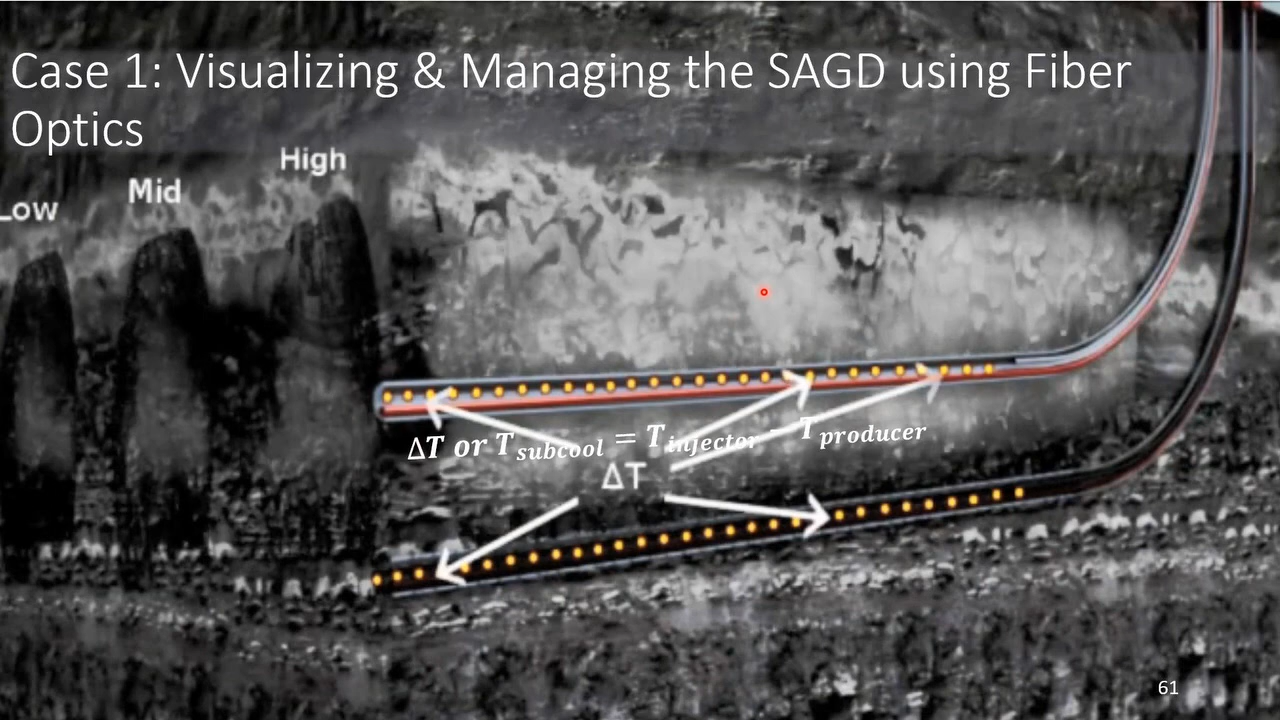 Case 1: Visualizing & Managing the SAGD using Fiber
Optics
High
Mid
Low
ΔT or T_subcool = T_injector − T_producer
ΔT
61